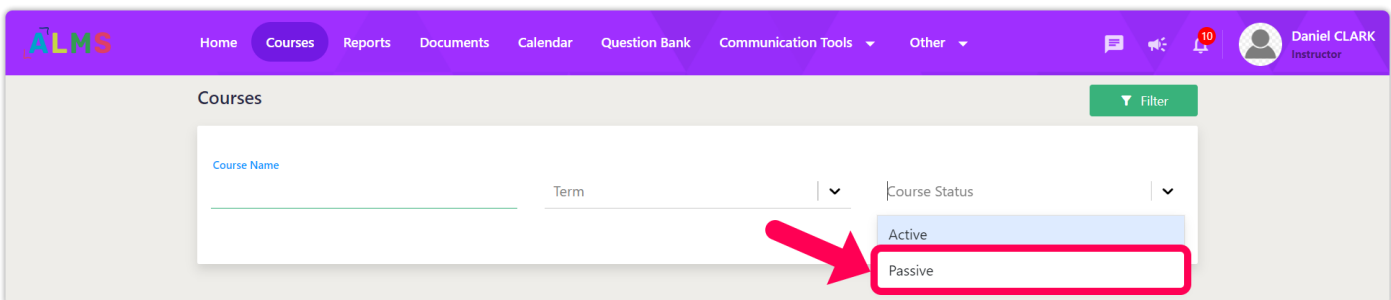 ALMS Home Courses Reports Documents Calendar Question Bank Communication Tools Other 10 Daniel CLARK
Instructor
Courses Filter
Course Name
Term Course Status
Active
Passive